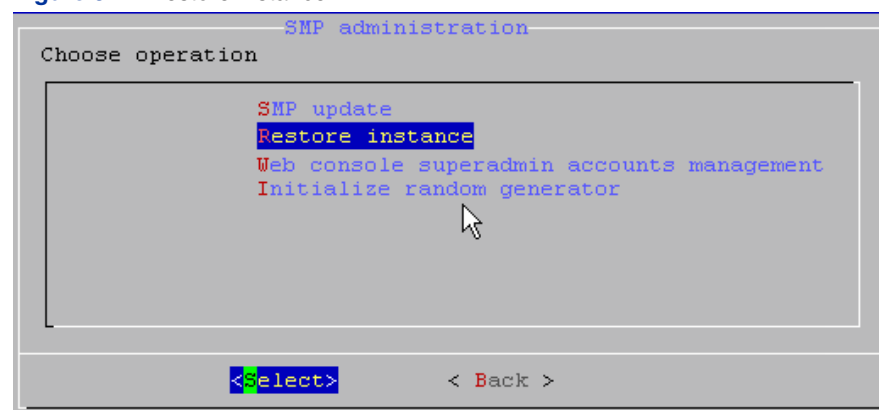 SMP administration
Choose operation
SMP update
Restore instance
Web console superadmin accounts management
Initialize random generator
<Select> < Back >